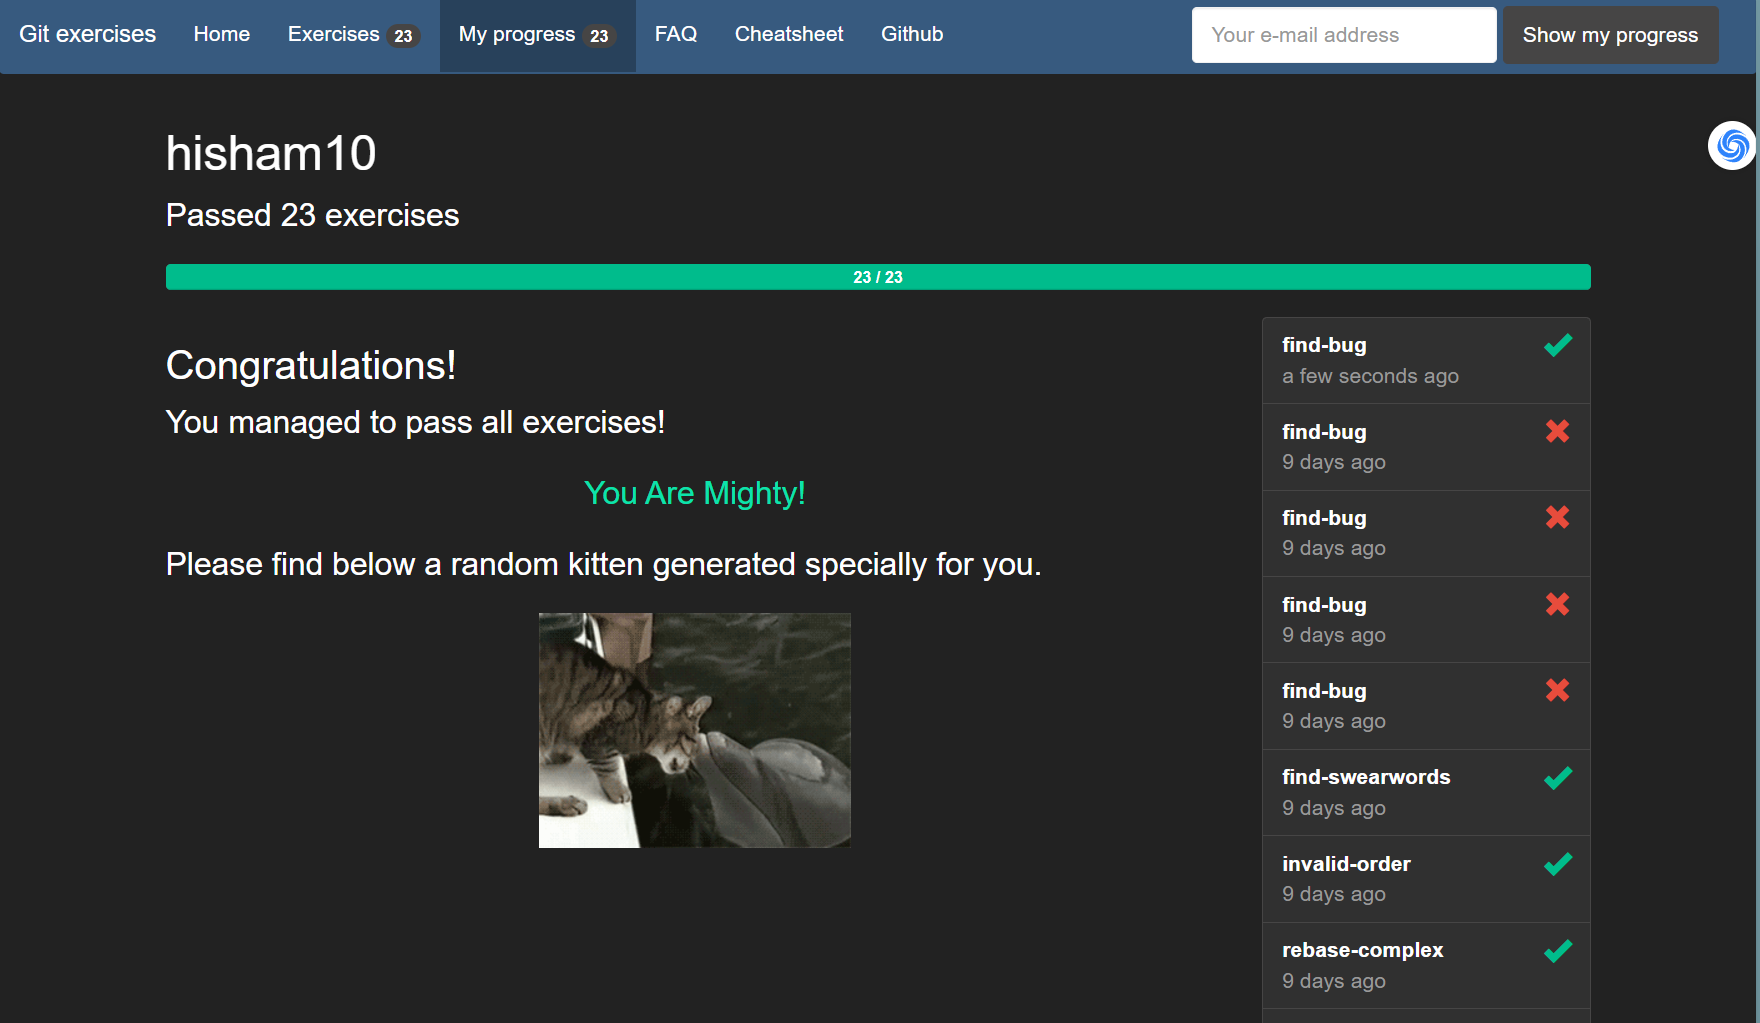 Git exercises Home Exercises 23 My progress 23 FAQ Cheatsheet Github Your e-mail address Show my progress
hisham10
Passed 23 exercises
23 / 23
Congratulations!
You managed to pass all exercises!
You Are Mighty!
Please find below a random kitten generated specially for you.
find-bug
a few seconds ago
find-bug
9 days ago
find-bug
9 days ago
find-bug
9 days ago
find-bug
9 days ago
find-swearwords
9 days ago
invalid-order
9 days ago
rebase-complex
9 days ago